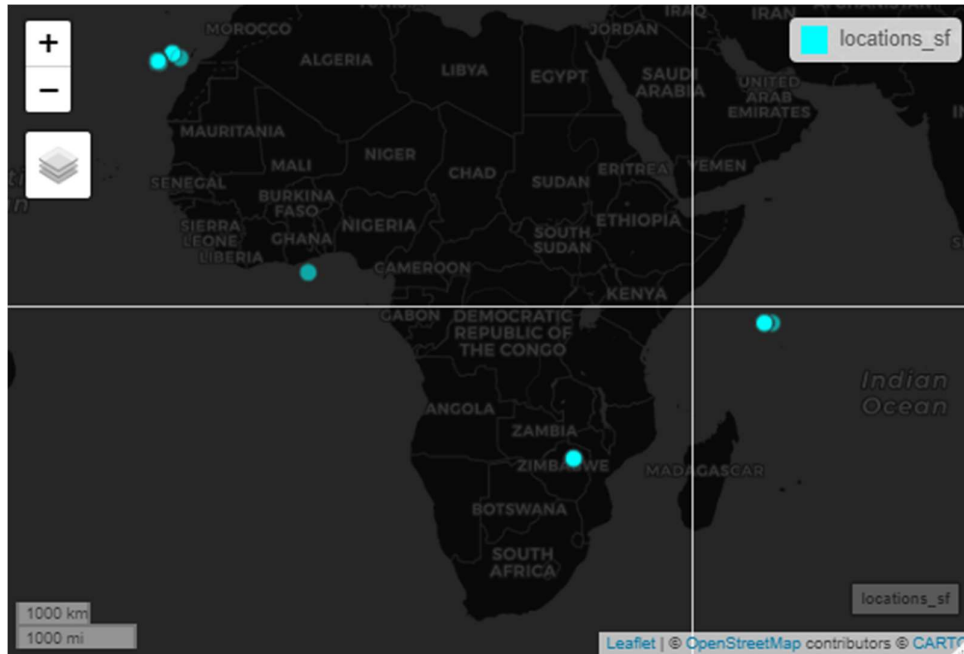 MOROCCO
JORDAN
IRAQ
IRAN
+
−
locations_sf
ALGERIA
LIBYA
EGYPT
SAUDI
ARABIA
UNITED
ARAB
EMIRATES
MAURITANIA
MALI
NIGER
CHAD
SUDAN
ERITREA
YEMEN
SENEGAL
BURKINA
FASO
NIGERIA
ETHIOPIA
SIERRA
LEONE
GHANA
SOUTH
SUDAN
LIBERIA
CAMEROON
KENYA
GABON
DEMOCRATIC
REPUBLIC OF
THE CONGO
Indian
Ocean
ANGOLA
ZAMBIA
ZIMBABWE
MADAGASCAR
BOTSWANA
SOUTH
AFRICA
locations_sf
1000 km
1000 mi
Leaflet | © OpenStreetMap contributors © CARTO